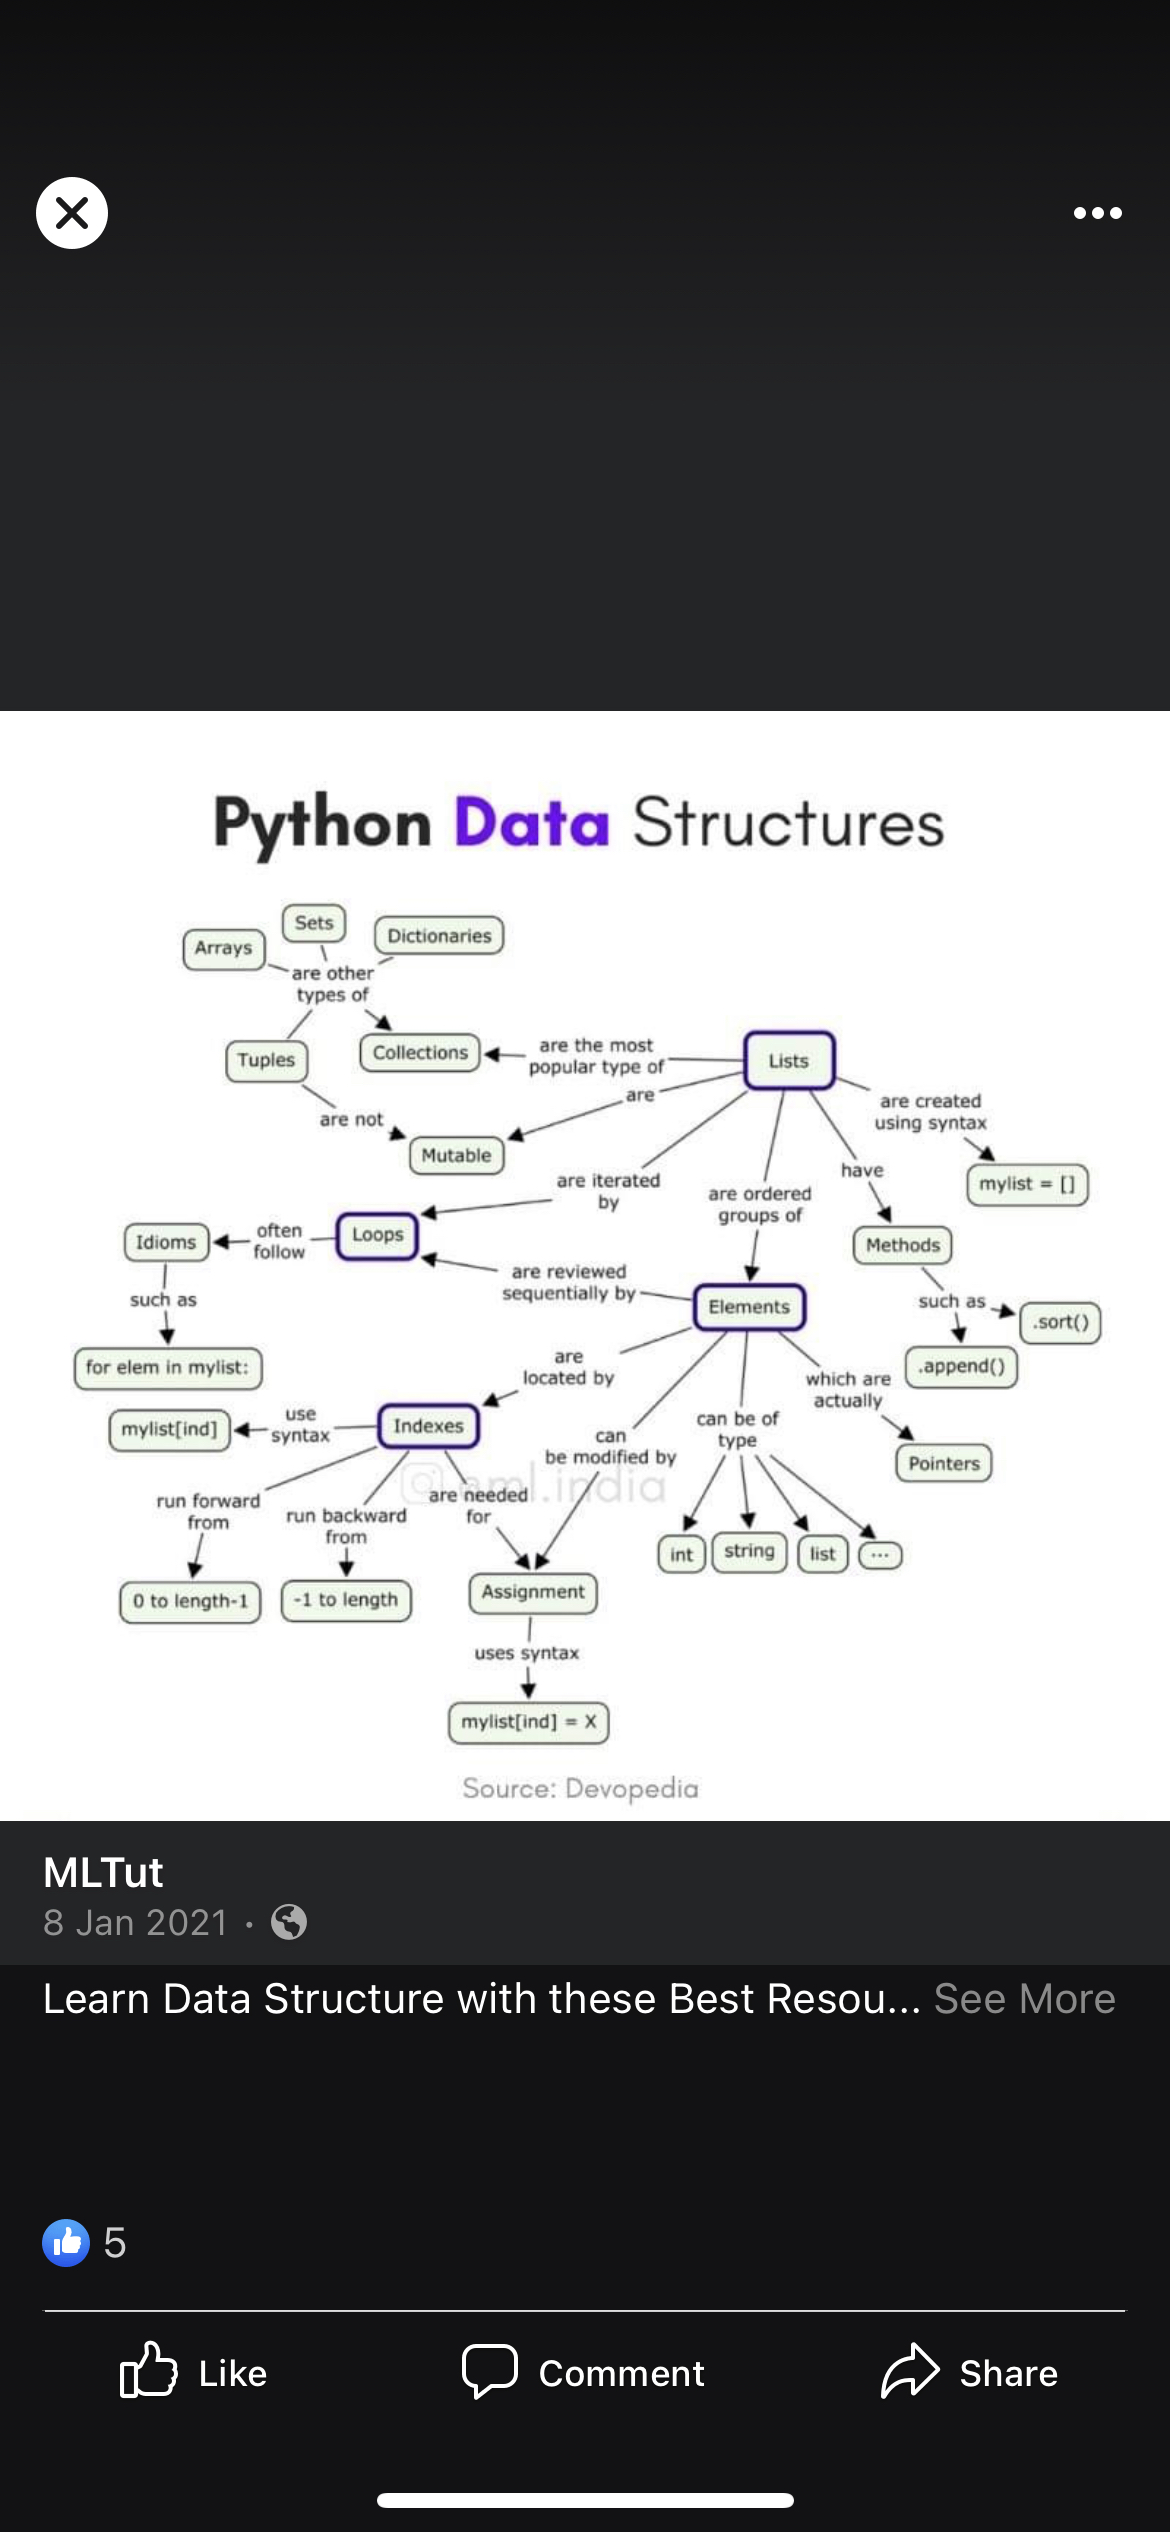 Python Data Structures
Sets
Arrays
Dictionaries
are other
types of
Tuples
Collections
are the most
popular type of
Lists
are
are not
Mutable
are created
using syntax
mylist = []
are iterated
by
are ordered
groups of
have
Idioms
often
follow
Loops
Methods
such as
are reviewed
sequentially by
Elements
such as
.sort()
for elem in mylist:
are
located by
which are
actually
.append()
mylist[ind]
use
syntax
Indexes
can
be modified by
can be of
type
Pointers
aml.india
run forward
from
run backward
from
are needed
for
int
string
list
...
0 to length-1
-1 to length
Assignment
uses syntax
mylist[ind] = X
Source: Devopedia
MLTut
8 Jan 2021 ·
Learn Data Structure with these Best Resou... See More
5
Like
Comment
Share